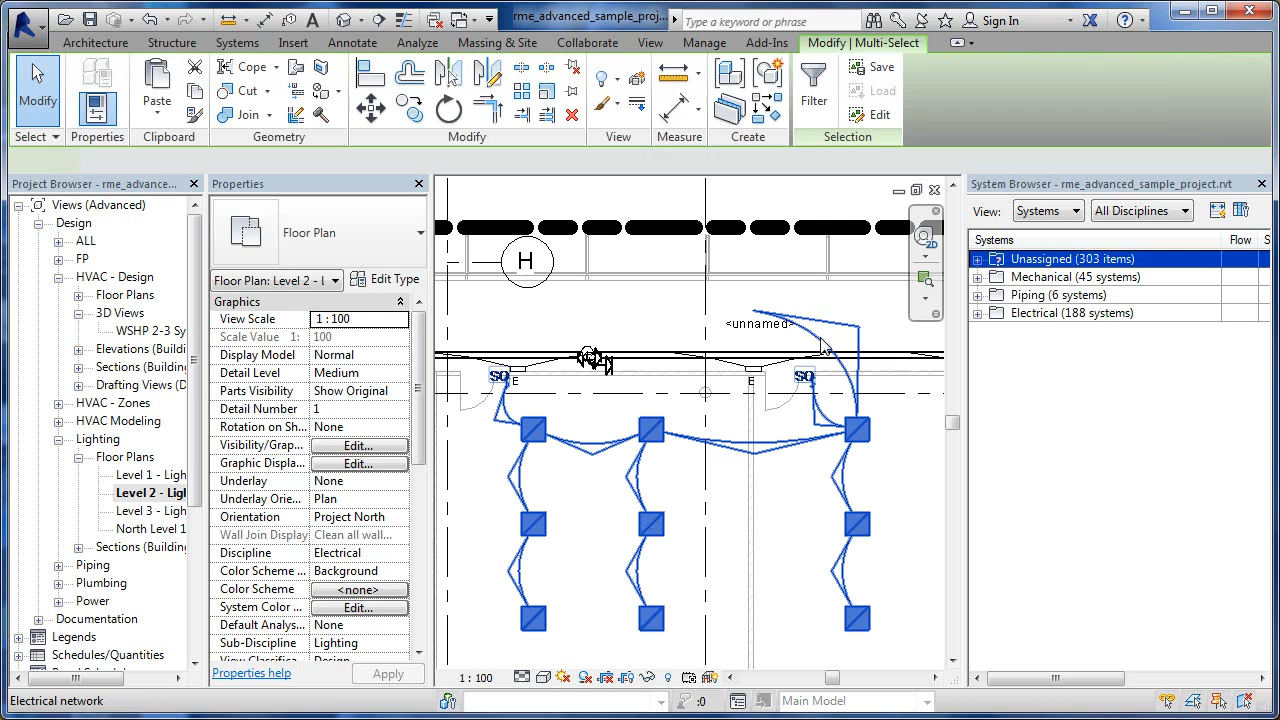 rme_advanced_sample_proj...
Type a keyword or phrase
Sign In
Architecture Structure Systems Insert Annotate Analyze Massing & Site Collaborate View Manage Add-Ins Modify | Multi-Select
Modify
Properties
Paste
Cope
Cut
Join
Filter
Save
Load
Edit
Select Properties Clipboard Geometry Modify View Measure Create Selection
Project Browser - rme_advance...
Views (Advanced)
Design
ALL
FP
HVAC - Design
Floor Plans
3D Views
WSHP 2-3 Sy
Elevations (Building
Sections (Building
Drafting Views (D
HVAC - Zones
HVAC Modeling
Lighting
Floor Plans
Level 1 - Ligh
Level 2 - Ligl
Level 3 - Ligh
North Level 1
Sections (Building
Piping
Plumbing
Power
Documentation
Legends
Schedules/Quantities
Properties
Floor Plan
Floor Plan: Level 2 - L
Edit Type
Graphics
View Scale 1 : 100
Scale Value 1: 100
Display Model Normal
Detail Level Medium
Parts Visibility Show Original
Detail Number 1
Rotation on Sh... None
Visibility/Grap... Edit...
Graphic Displa... Edit...
Underlay None
Underlay Orie... Plan
Orientation Project North
Wall Join Display Clean all wall...
Discipline Electrical
Color Scheme ... Background
Color Scheme <none>
System Color ... Edit...
Default Analys... None
Sub-Discipline Lighting
Properties help
Apply
H
<unnamed>
E
E
2D
1 : 100
System Browser - rme_advanced_sample_project.rvt
View: Systems All Disciplines
Systems Flow S
Unassigned (303 items)
Mechanical (45 systems)
Piping (6 systems)
Electrical (188 systems)
Electrical network
:0
Main Model